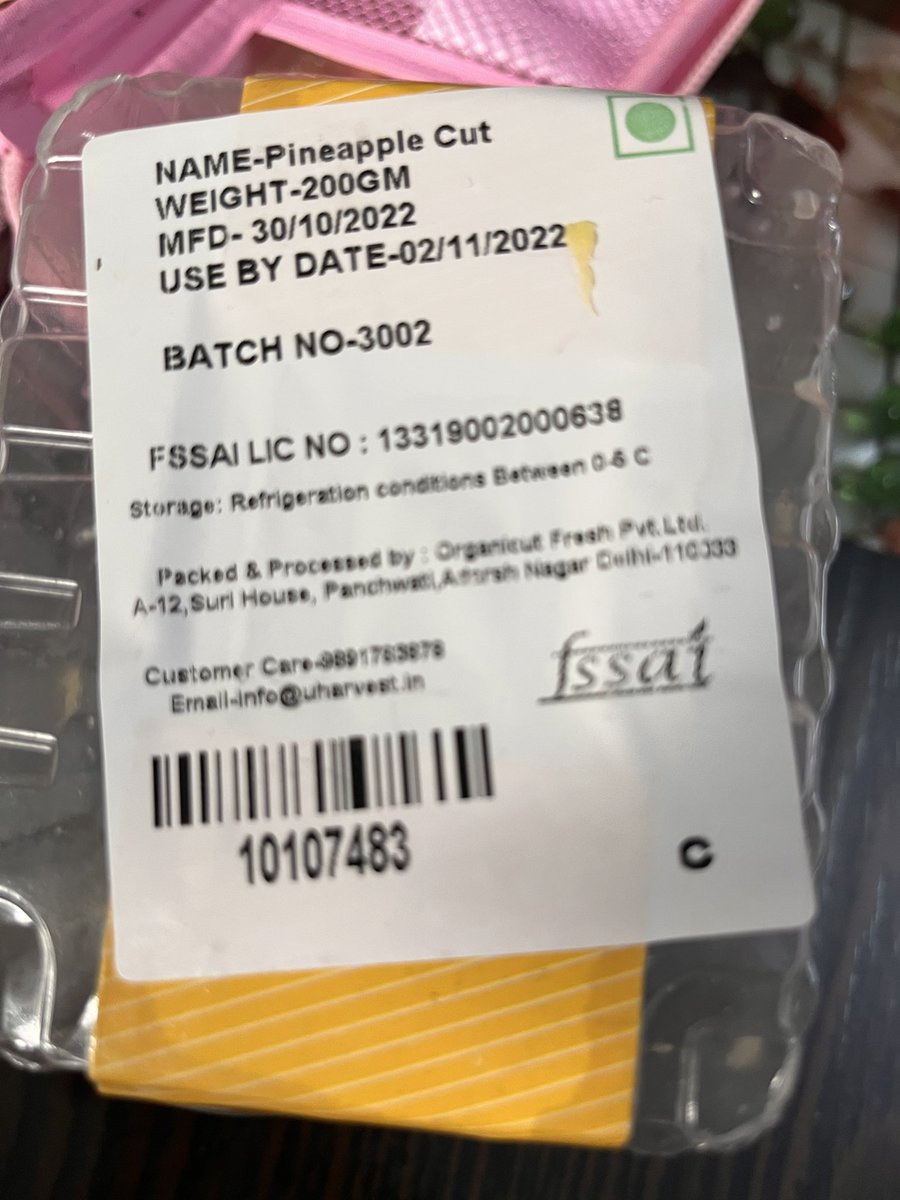 NAME-Pineapple Cut
WEIGHT-200GM
MFD- 30/10/2022
USE BY DATE-02/11/2022
BATCH NO-3002
FSSAI LIC NO : 13319002000638
Storage: Refrigeration conditions Between 0-5 C
Packed & Processed by : Organicut Fresh Pvt.Ltd.
A-12,Suri House, Panchwati,Adarsh Nagar Delhi-110033
Customer Care-
Email-info@uharvest.in
fssai
10107483
C